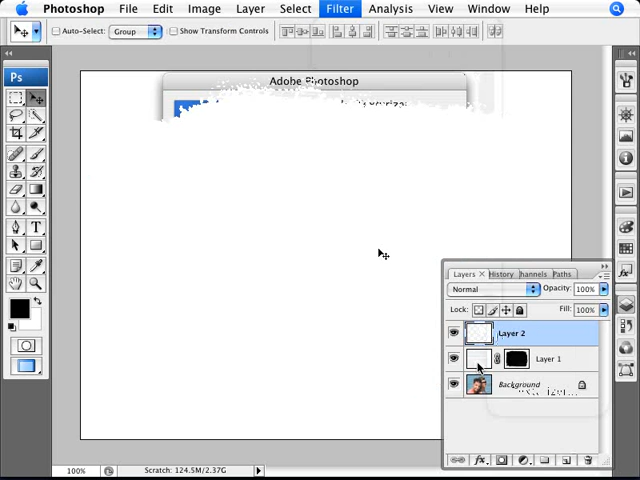 Photoshop File Edit Image Layer Select Filter Analysis View Window Help
Auto-Select: Group Show Transform Controls
Adobe Photoshop
Ps
Layers × History Channels Paths
Normal Opacity: 100%
Lock: Fill: 100%
Layer 2
Layer 1
Background
100% Scratch: 124.5M/2.37G